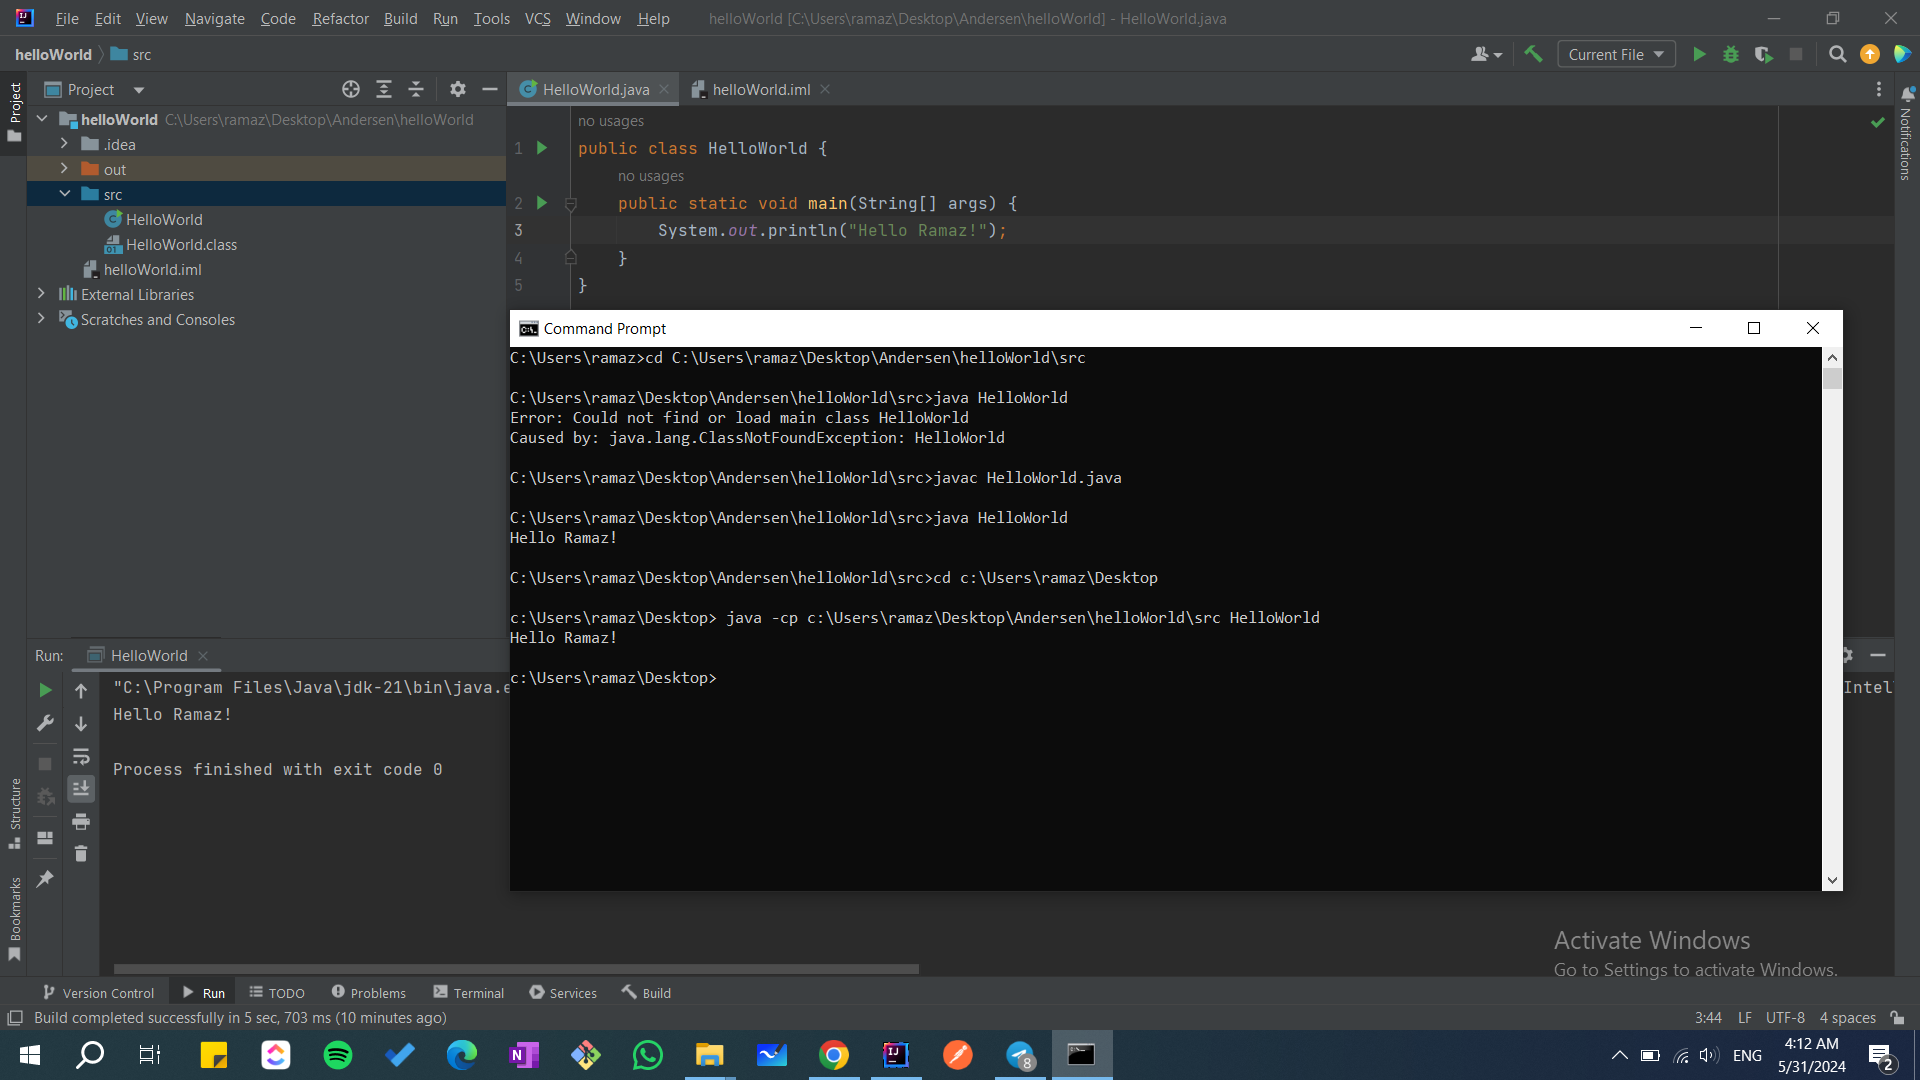 File Edit View Navigate Code Refactor Build Run Tools VCS Window Help helloWorld [C:\Users\ramaz\Desktop\Andersen\helloWorld] - HelloWorld.java
helloWorld src
Current File
Project
Project
HelloWorld.java
helloWorld.iml
Notifications
helloWorld C:\Users\ramaz\Desktop\Andersen\helloWorld
.idea
out
src
HelloWorld
HelloWorld.class
helloWorld.iml
External Libraries
Scratches and Consoles
no usages
1 public class HelloWorld {
no usages
2 public static void main(String[] args) {
3 System.out.println("Hello Ramaz!");
4 }
5 }
Command Prompt
C:\Users\ramaz>cd C:\Users\ramaz\Desktop\Andersen\helloWorld\src
C:\Users\ramaz\Desktop\Andersen\helloWorld\src>java HelloWorld
Error: Could not find or load main class HelloWorld
Caused by: java.lang.ClassNotFoundException: HelloWorld
C:\Users\ramaz\Desktop\Andersen\helloWorld\src>javac HelloWorld.java
C:\Users\ramaz\Desktop\Andersen\helloWorld\src>java HelloWorld
Hello Ramaz!
C:\Users\ramaz\Desktop\Andersen\helloWorld\src>cd c:\Users\ramaz\Desktop
c:\Users\ramaz\Desktop> java -cp c:\Users\ramaz\Desktop\Andersen\helloWorld\src HelloWorld
Hello Ramaz!
c:\Users\ramaz\Desktop>
Run: HelloWorld
"C:\Program Files\Java\jdk-21\bin\java.e
Intel
Hello Ramaz!
Process finished with exit code 0
Structure
Bookmarks
Activate Windows
Go to Settings to activate Windows.
Version Control Run TODO Problems Terminal Services Build
Build completed successfully in 5 sec, 703 ms (10 minutes ago)
3:44 LF UTF-8 4 spaces
8
ENG
4:12 AM
5/31/2024
2